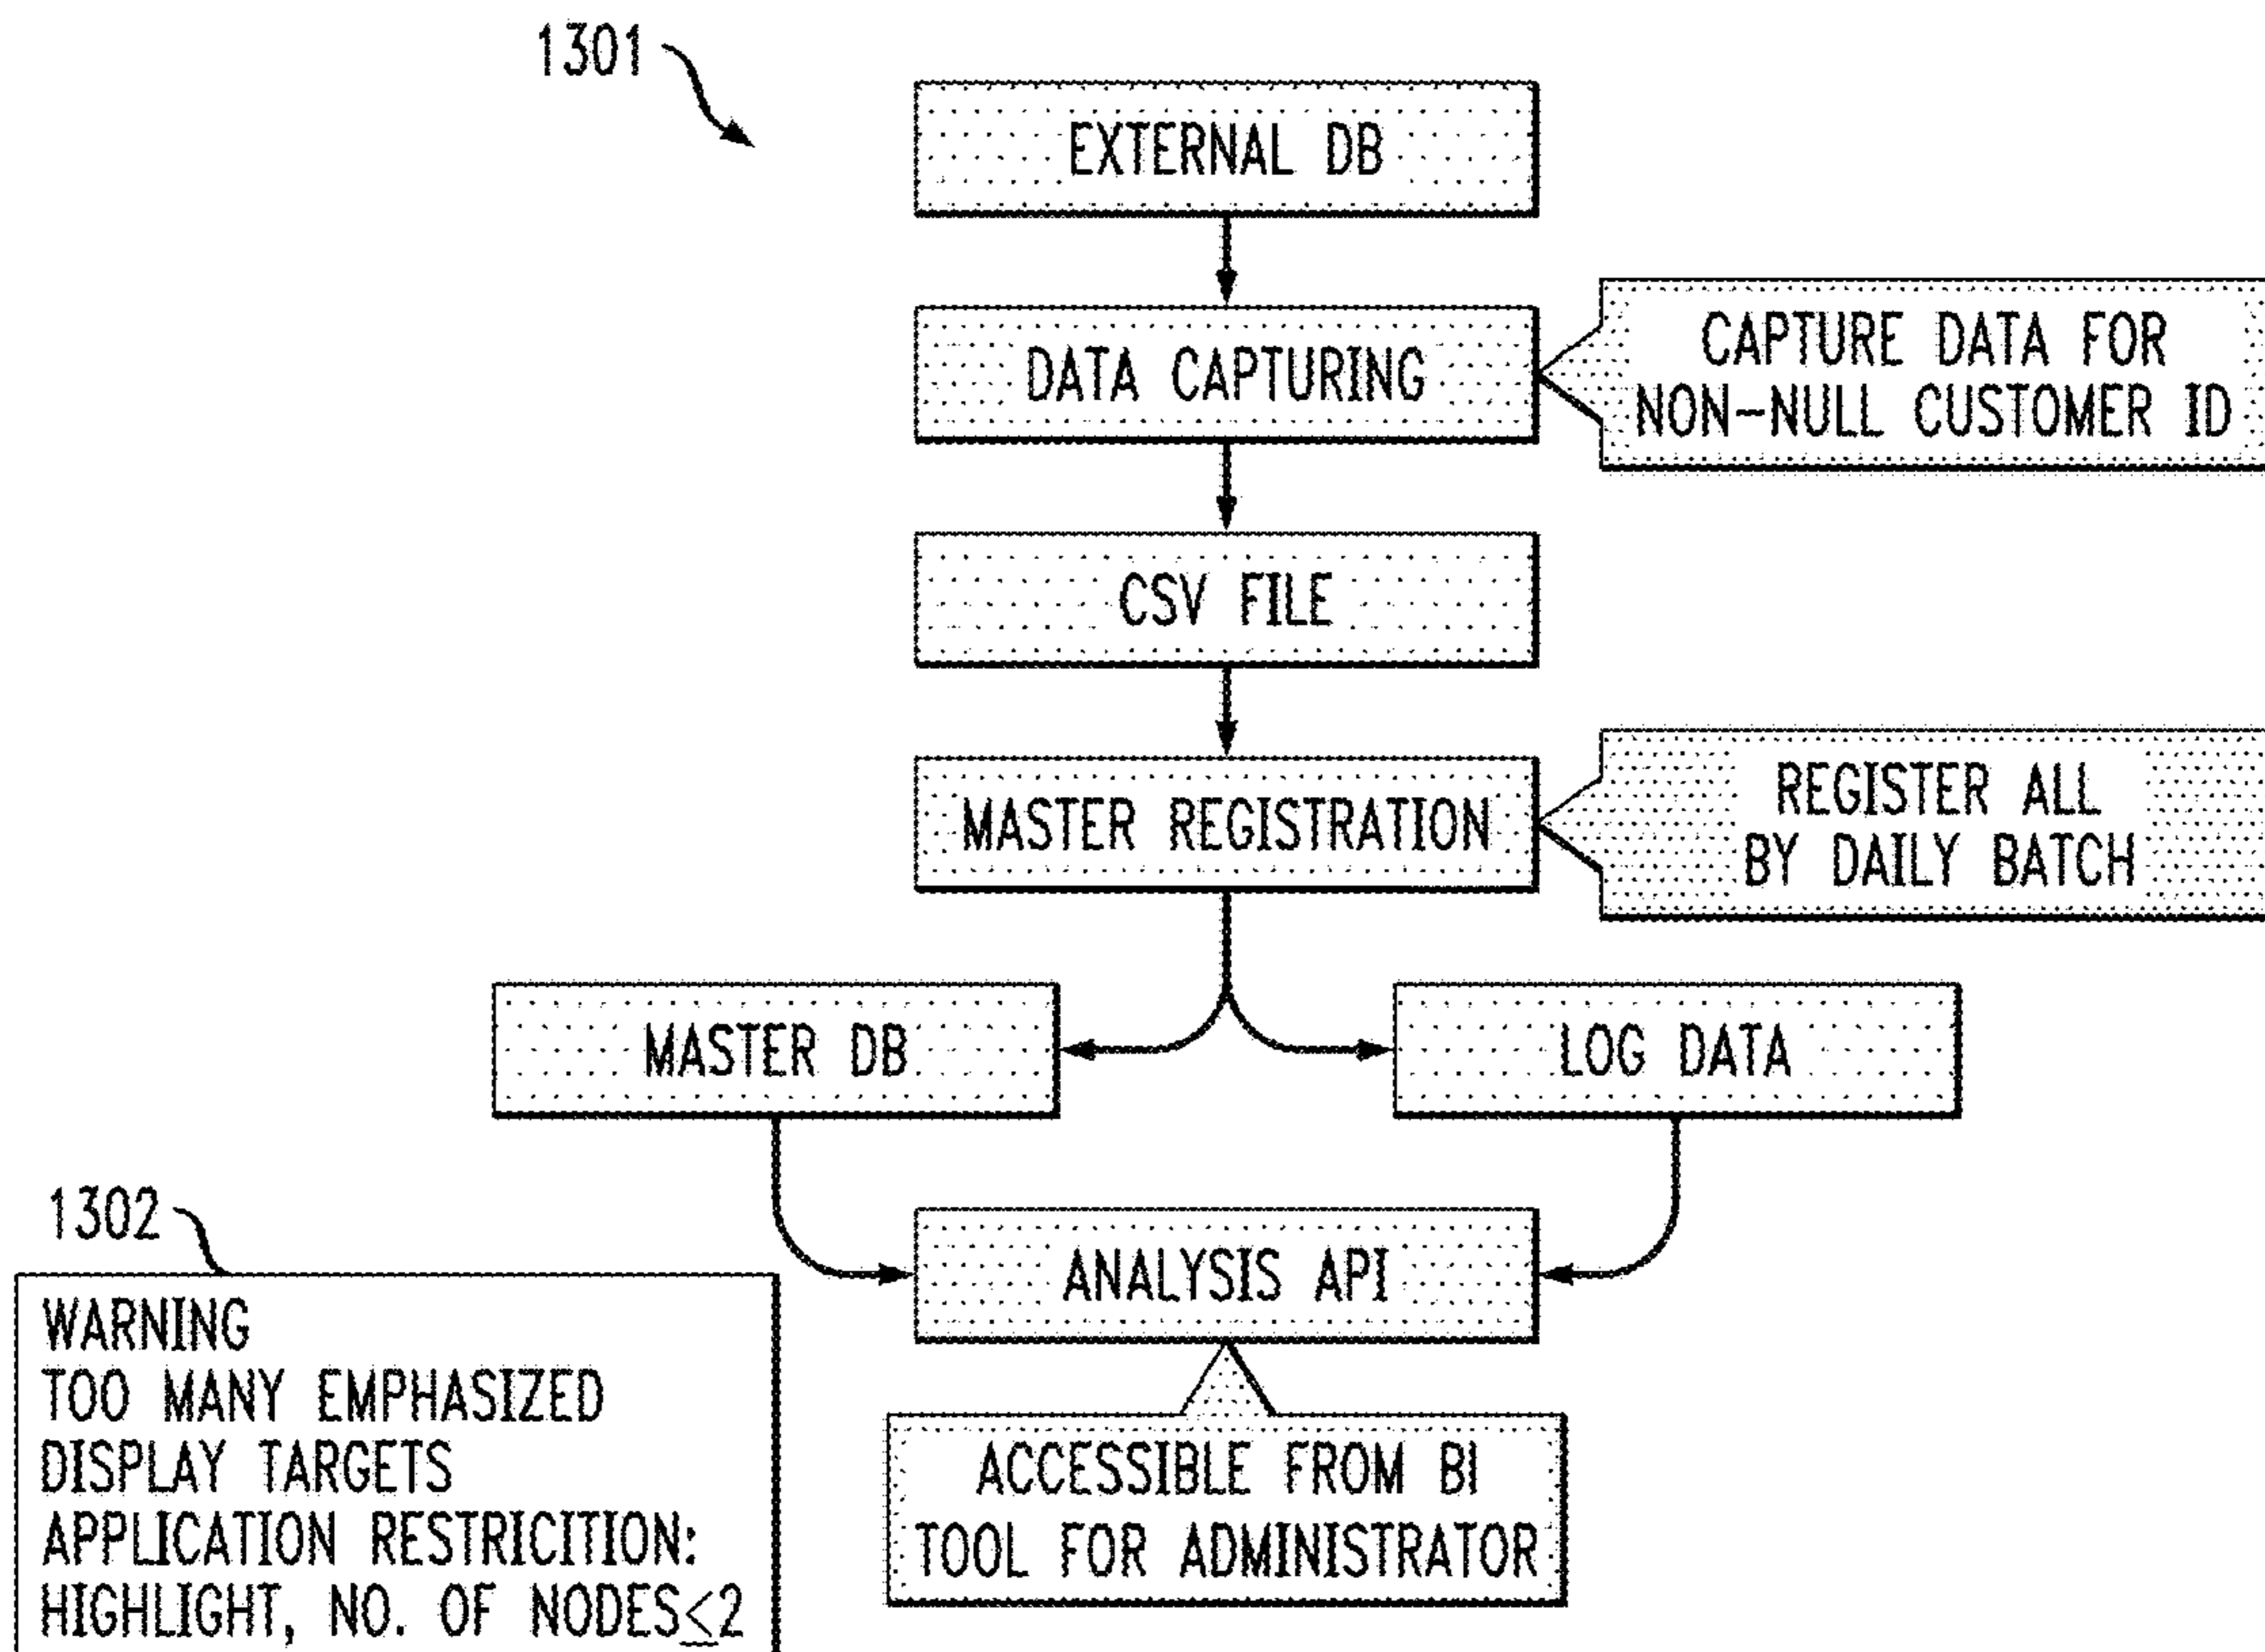 1301
EXTERNAL DB
DATA CAPTURING
CAPTURE DATA FOR
NON-NULL CUSTOMER ID
CSV FILE
MASTER REGISTRATION
REGISTER ALL
BY DAILY BATCH
MASTER DB
LOG DATA
1302
ANALYSIS API
WARNING
TOO MANY EMPHASIZED
DISPLAY TARGETS
APPLICATION RESTRICITION:
HIGHLIGHT, NO. OF NODES≤2
ACCESSIBLE FROM BI
TOOL FOR ADMINISTRATOR